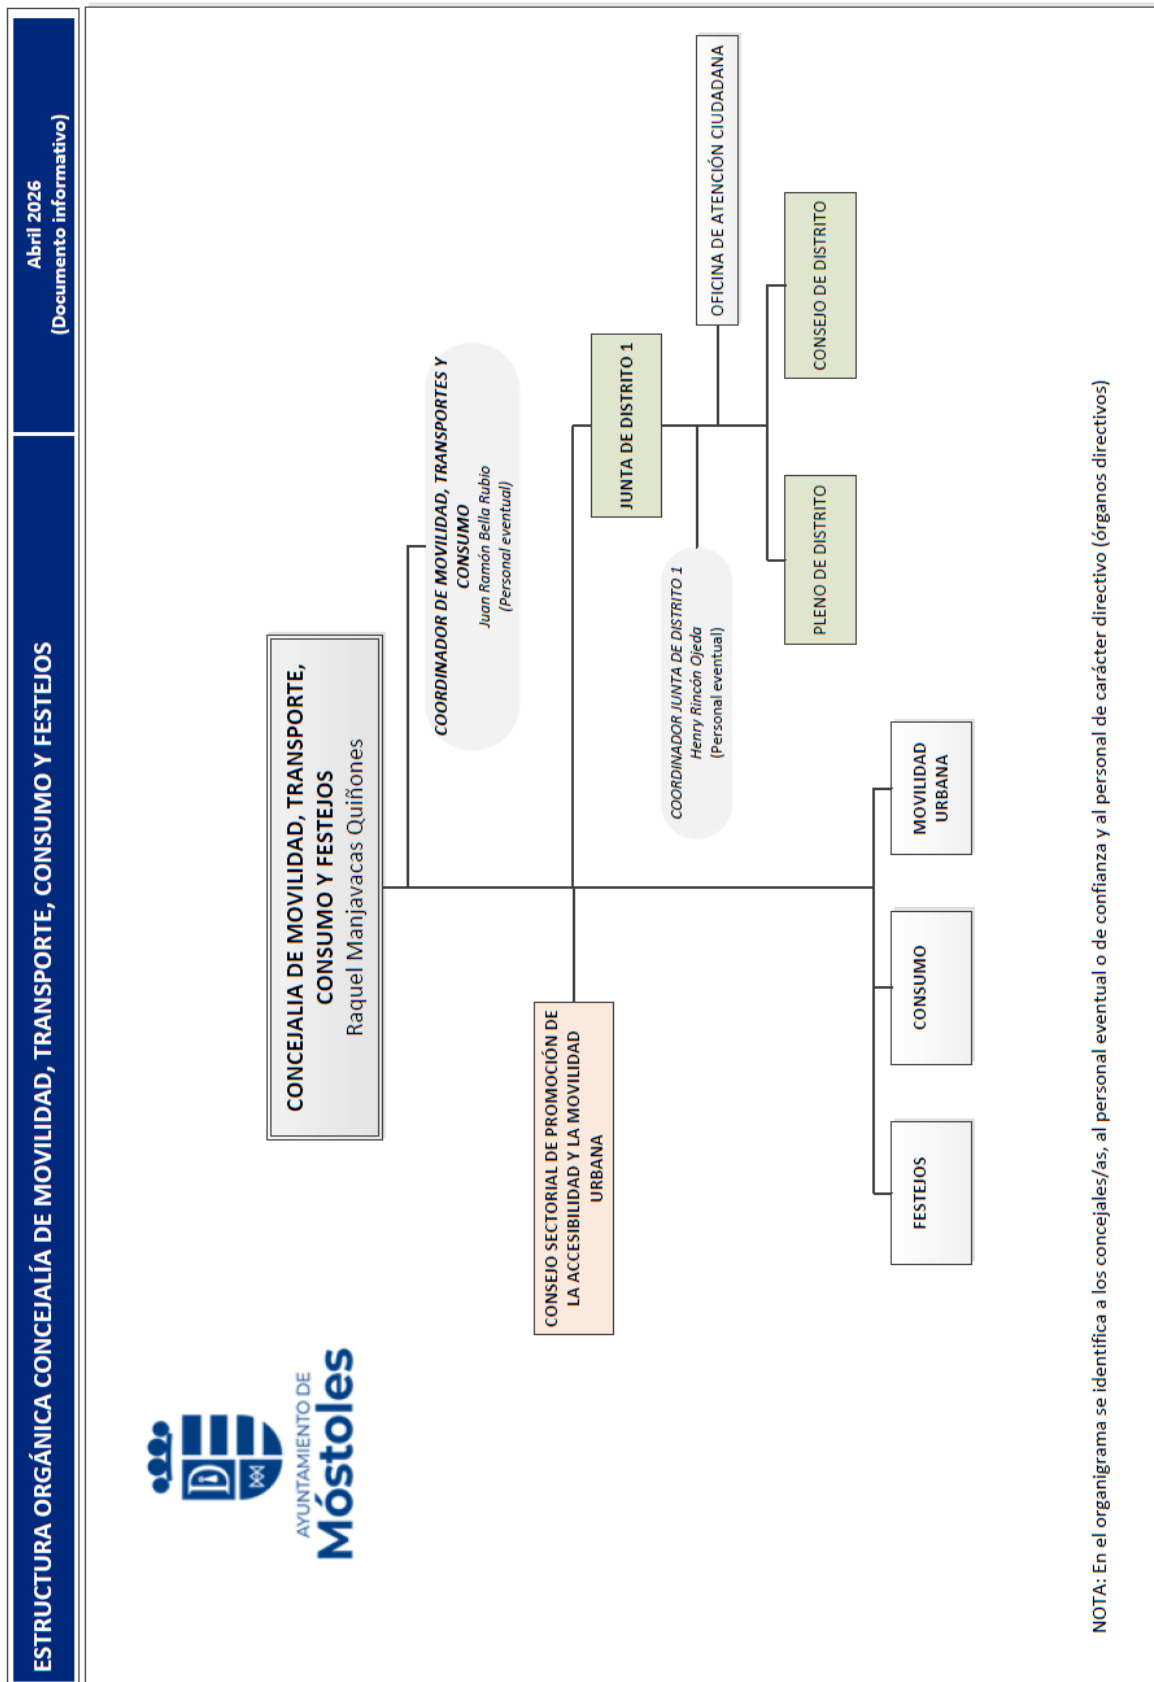 ESTRUCTURA ORGÁNICA CONCEJALÍA DE MOVILIDAD, TRANSPORTE, CONSUMO Y FESTEJOS
Abril 2026
(Documento informativo)
AYUNTAMIENTO DE
Móstoles
CONCEJALIA DE MOVILIDAD, TRANSPORTE,
CONSUMO Y FESTEJOS
Raquel Manjavacas Quiñones
COORDINADOR DE MOVILIDAD, TRANSPORTES Y
CONSUMO
Juan Ramón Bella Rubio
(Personal eventual)
CONSEJO SECTORIAL DE PROMOCIÓN DE
LA ACCESIBILIDAD Y LA MOVILIDAD
URBANA
JUNTA DE DISTRITO 1
COORDINADOR JUNTA DE DISTRITO 1
Henry Rincón Ojeda
(Personal eventual)
OFICINA DE ATENCIÓN CIUDADANA
PLENO DE DISTRITO
CONSEJO DE DISTRITO
FESTEJOS
CONSUMO
MOVILIDAD
URBANA
NOTA: En el organigrama se identifica a los concejales/as, al personal eventual o de confianza y al personal de carácter directivo (órganos directivos)